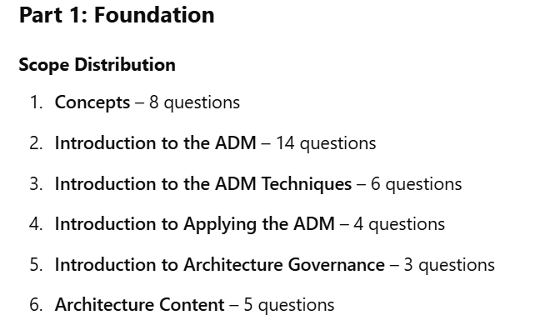 Part 1: Foundation
Scope Distribution
1. Concepts – 8 questions
2. Introduction to the ADM – 14 questions
3. Introduction to the ADM Techniques – 6 questions
4. Introduction to Applying the ADM – 4 questions
5. Introduction to Architecture Governance – 3 questions
6. Architecture Content – 5 questions